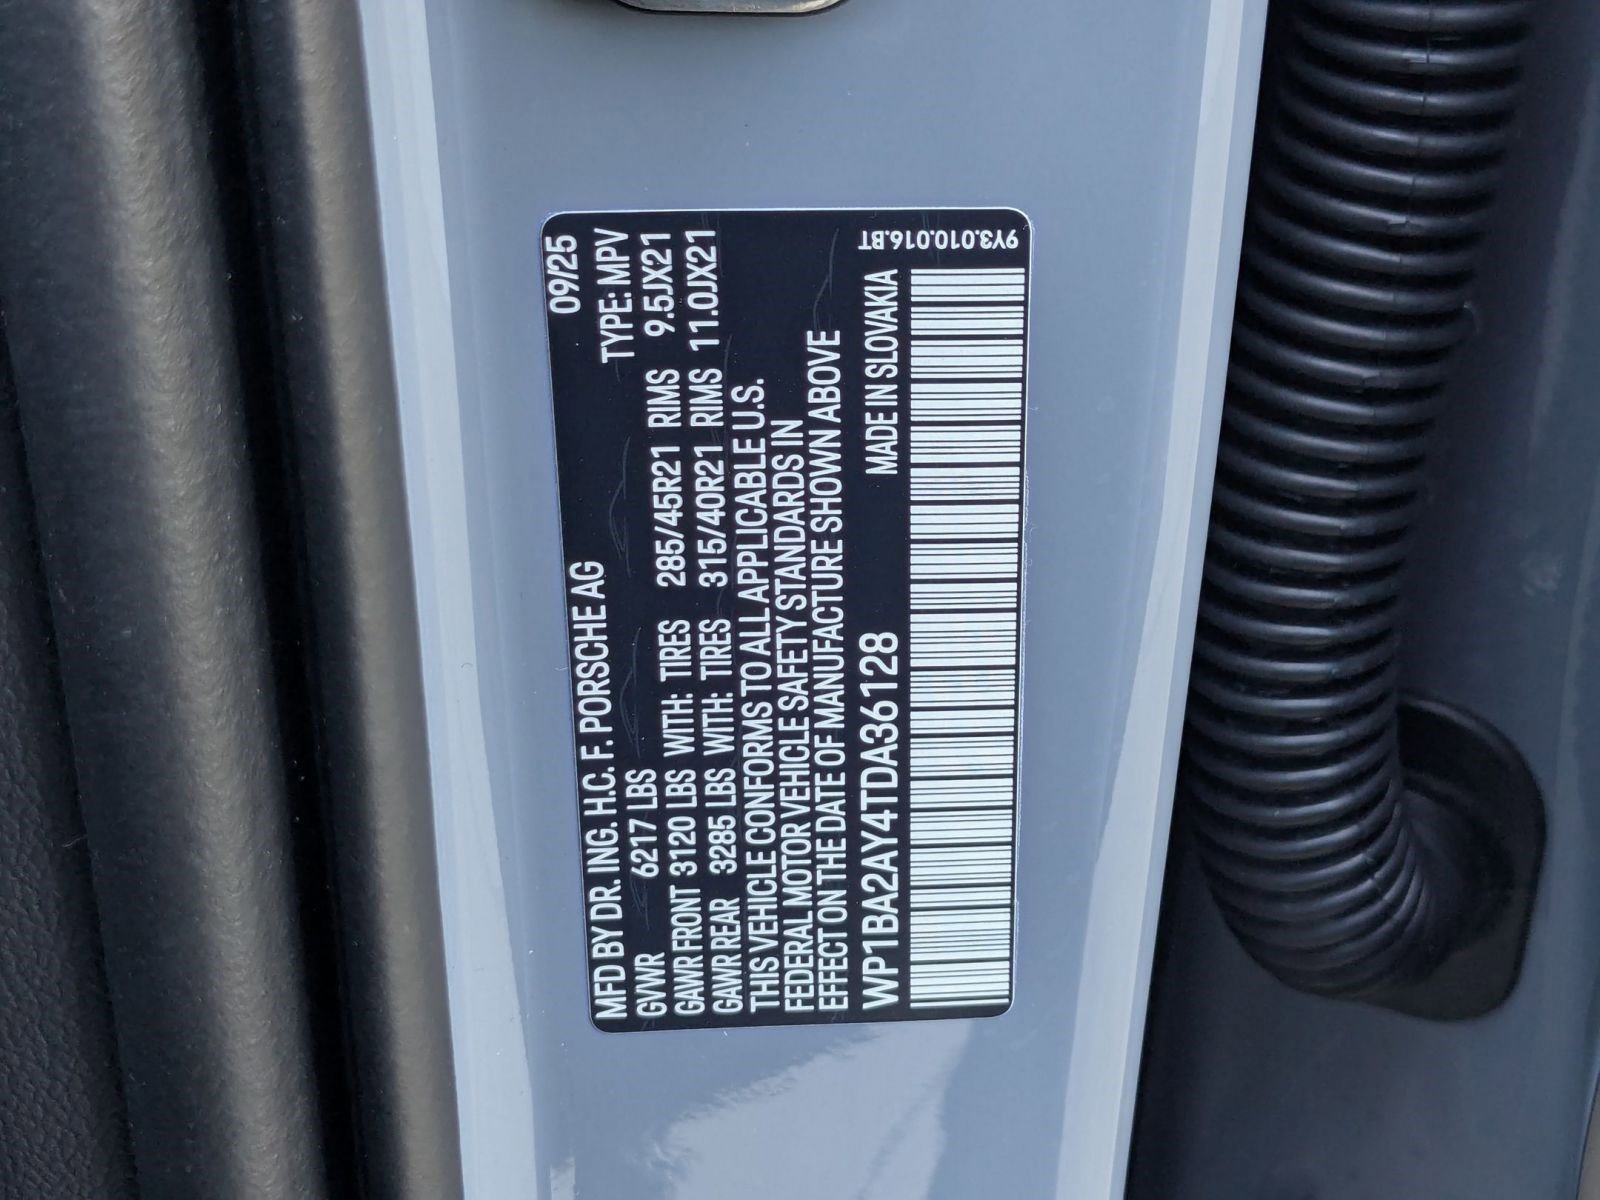 09/25
MFD BY DR. ING. H.C. F. PORSCHE AG TYPE: MPV
GVWR 6217 LBS
GAWR FRONT 3120 LBS WITH: TIRES 285/45R21 RIMS 9.5JX21
GAWR REAR 3285 LBS WITH: TIRES 315/40R21 RIMS 11.0JX21
THIS VEHICLE CONFORMS TO ALL APPLICABLE U.S.
FEDERAL MOTOR VEHICLE SAFETY STANDARDS IN
EFFECT ON THE DATE OF MANUFACTURE SHOWN ABOVE
WP1BA2AY4TDA36128 MADE IN SLOVAKIA
9Y3.010.016.BT